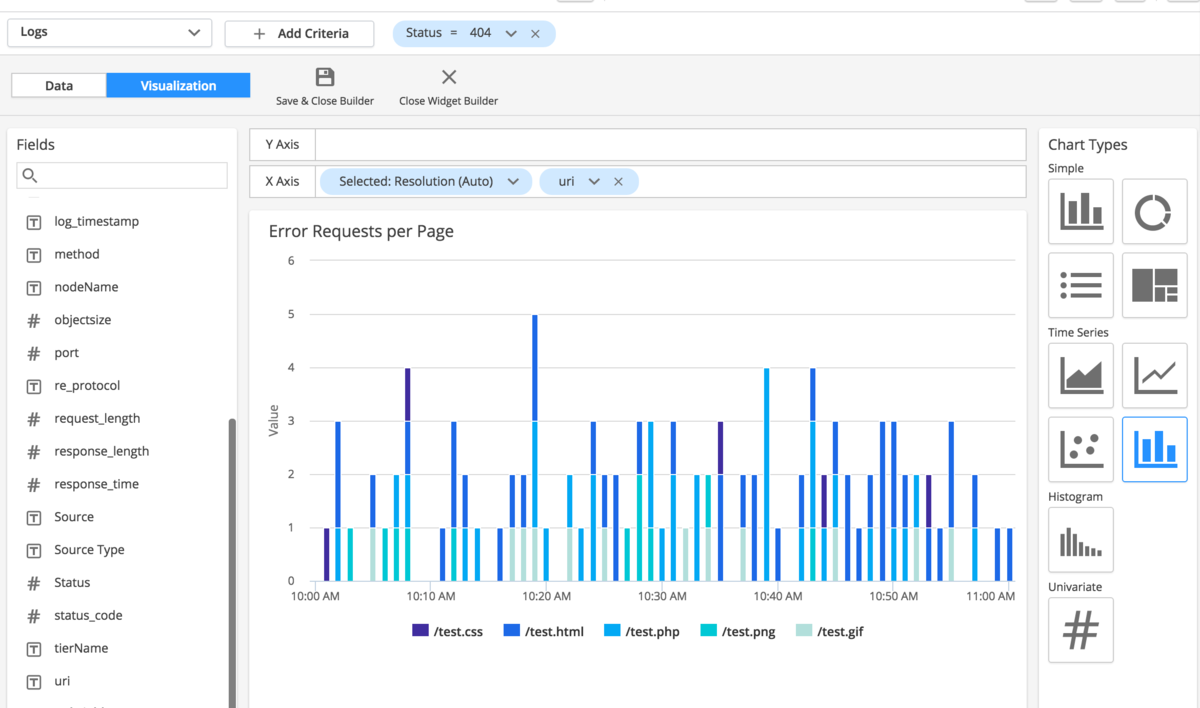 Logs
Add Criteria
Status = 404
Data
Visualization
Save & Close Builder
Close Widget Builder
Fields
log_timestamp
method
nodeName
objectsize
port
re_protocol
request_length
response_length
response_time
Source
Source Type
Status
status_code
tierName
uri
Y Axis
X Axis
Selected: Resolution (Auto)
uri
Error Requests per Page
Value
6
5
4
3
2
1
0
10:00 AM
10:10 AM
10:20 AM
10:30 AM
10:40 AM
10:50 AM
11:00 AM
/test.css
/test.html
/test.php
/test.png
/test.gif
Chart Types
Simple
Time Series
Histogram
Univariate